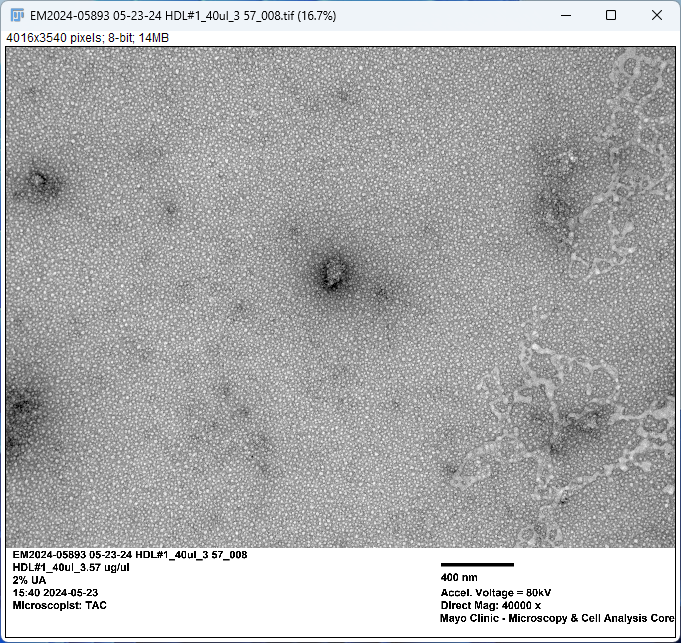 EM2024-05893 05-23-24 HDL#1_40ul_3 57_008.tif (16.7%)
4016x3540 pixels; 8-bit; 14MB
EM2024-05893 05-23-24 HDL#1_40ul_3 57_008
HDL#1_40ul_3.57 ug/ul
2% UA
15:40 2024-05-23
Microscopist: TAC
400 nm
Accel. Voltage = 80kV
Direct Mag: 40000 x
Mayo Clinic - Microscopy & Cell Analysis Core